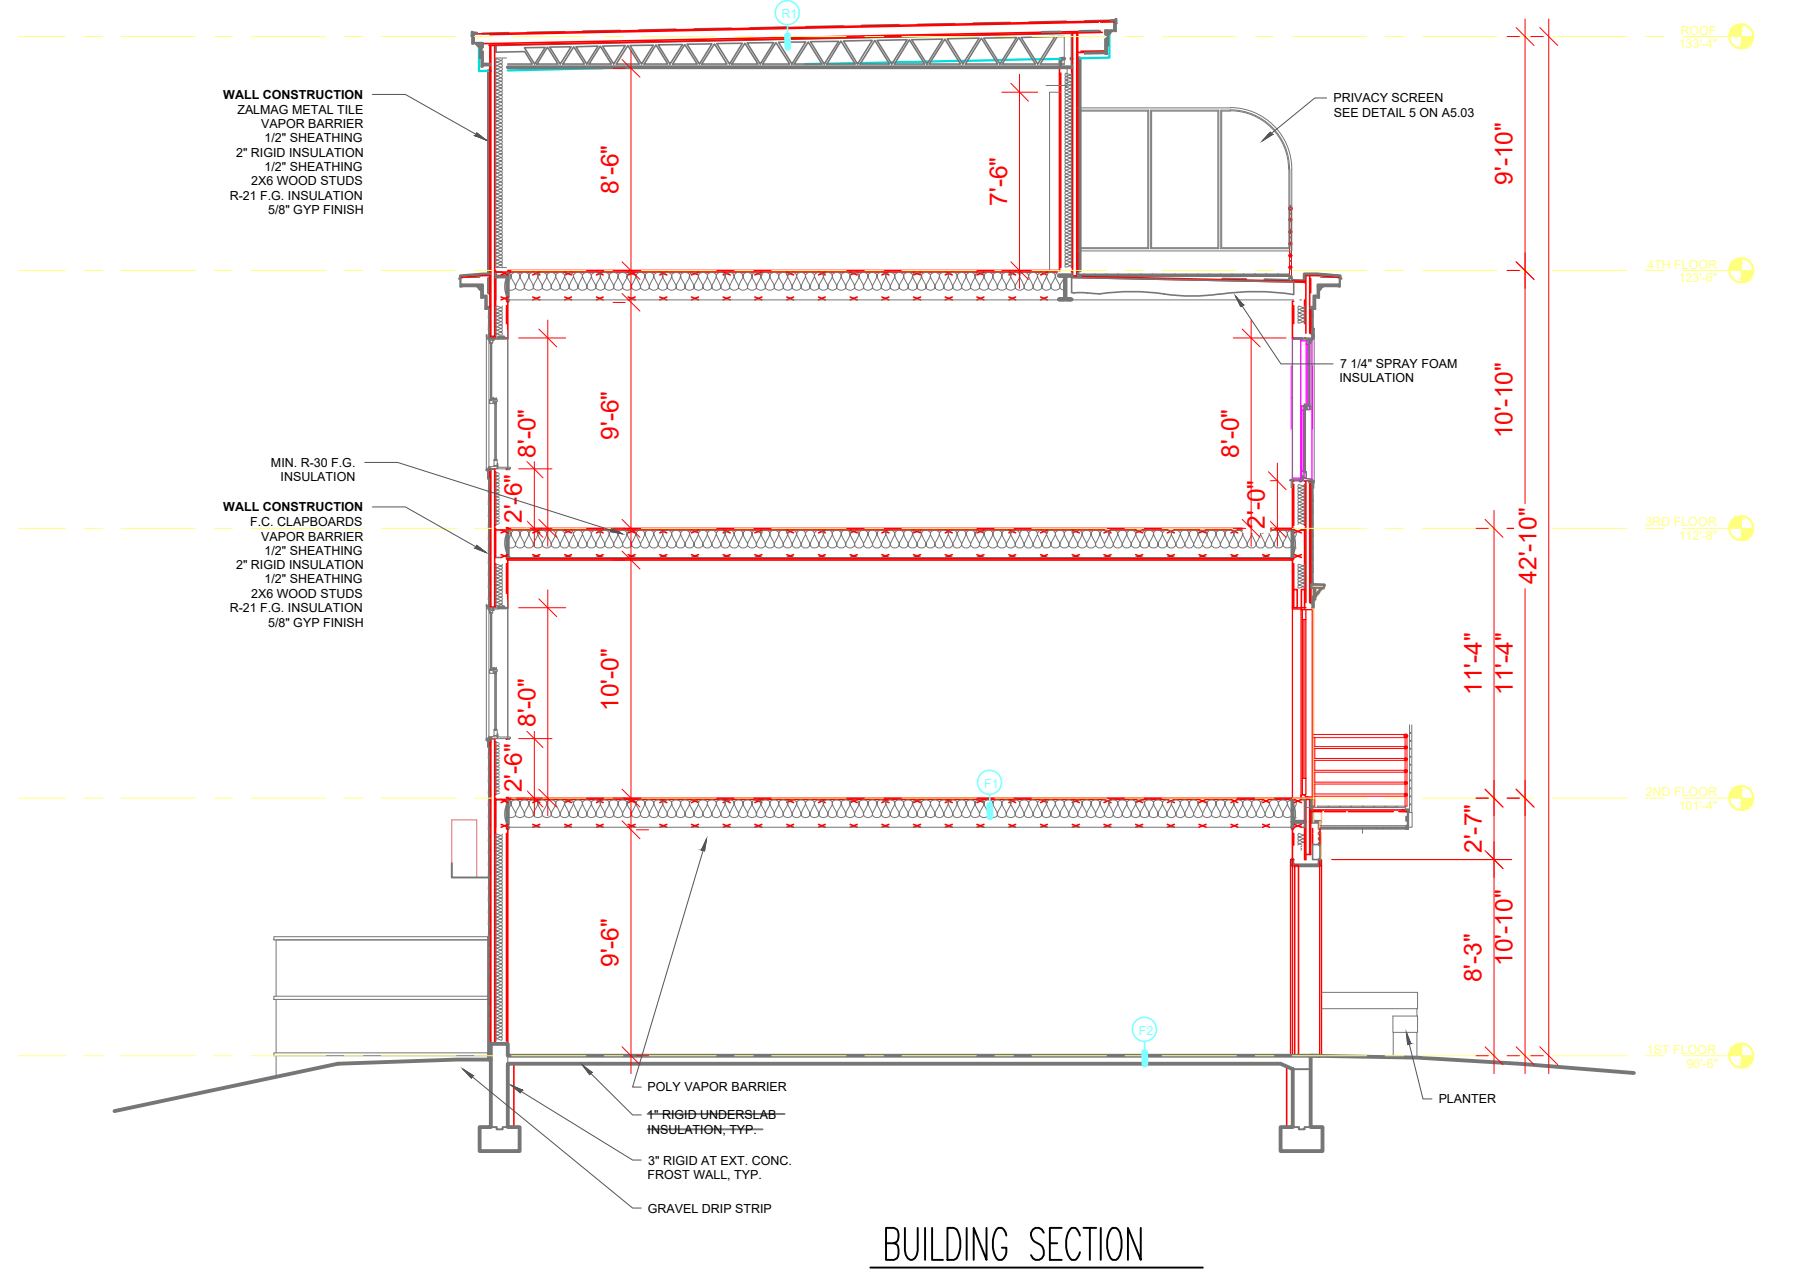 R1
ROOF
133'-4"
WALL CONSTRUCTION
ZALMAG METAL TILE
VAPOR BARRIER
1/2" SHEATHING
2" RIGID INSULATION
1/2" SHEATHING
2X6 WOOD STUDS
R-21 F.G. INSULATION
5/8" GYP FINISH
PRIVACY SCREEN
SEE DETAIL 5 ON A5.03
8'-6"
7'-6"
9'-10"
4TH FLOOR
123'-6"
7 1/4" SPRAY FOAM
INSULATION
8'-0"
9'-6"
8'-0"
10'-10"
MIN. R-30 F.G.
INSULATION
2'-6"
2'-0"
WALL CONSTRUCTION
F.C. CLAPBOARDS
VAPOR BARRIER
1/2" SHEATHING
2" RIGID INSULATION
1/2" SHEATHING
2X6 WOOD STUDS
R-21 F.G. INSULATION
5/8" GYP FINISH
3RD FLOOR
112'-8"
42'-10"
8'-0"
10'-0"
11'-4"
11'-4"
2'-6"
F1
2ND FLOOR
101'-4"
2'-7"
9'-6"
8'-3"
10'-10"
F2
1ST FLOOR
90'-6"
POLY VAPOR BARRIER
1" RIGID UNDERSLAB
INSULATION, TYP.
3" RIGID AT EXT. CONC.
FROST WALL, TYP.
GRAVEL DRIP STRIP
PLANTER
BUILDING SECTION